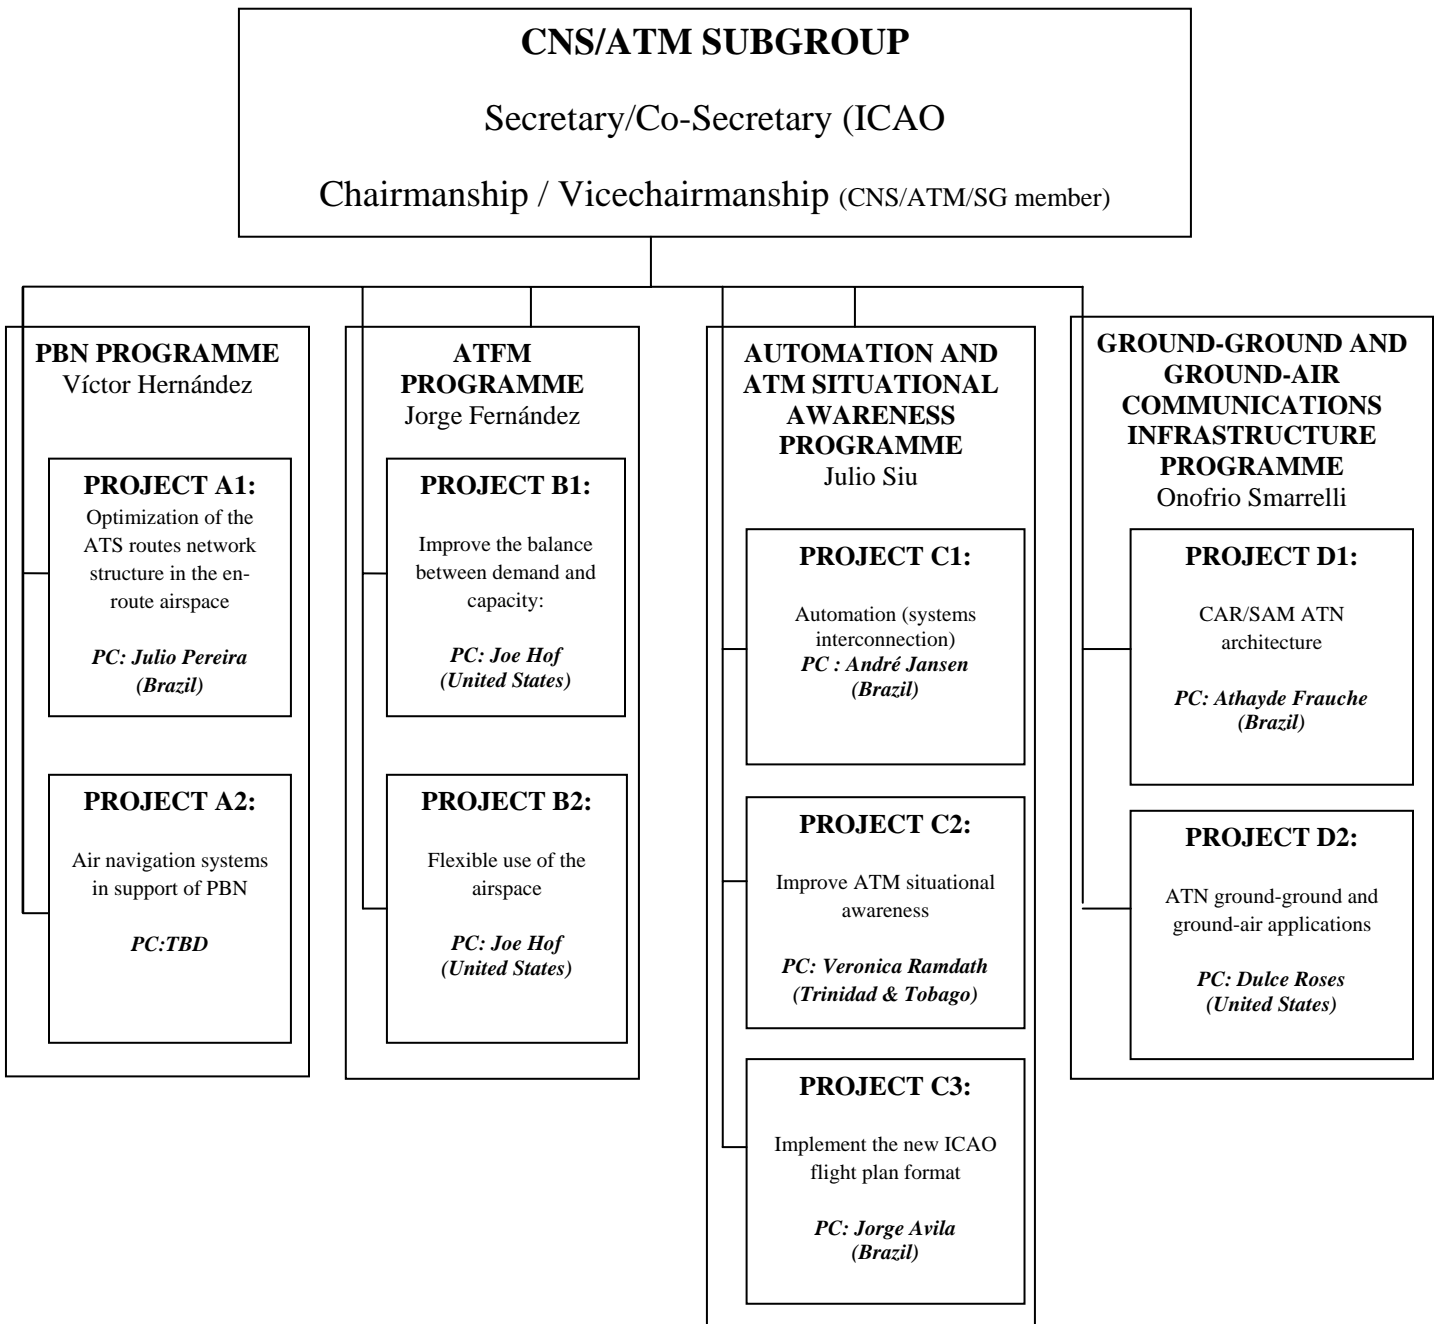 CNS/ATM SUBGROUP
Secretary/Co-Secretary (ICAO
Chairmanship / Vicechairmanship (CNS/ATM/SG member)
PBN PROGRAMME
Víctor Hernández
PROJECT A1:
Optimization of the
ATS routes network
structure in the en-
route airspace
PC: Julio Pereira
(Brazil)
PROJECT A2:
Air navigation systems
in support of PBN
PC:TBD
ATFM
PROGRAMME
Jorge Fernández
PROJECT B1:
Improve the balance
between demand and
capacity:
PC: Joe Hof
(United States)
PROJECT B2:
Flexible use of the
airspace
PC: Joe Hof
(United States)
AUTOMATION AND
ATM SITUATIONAL
AWARENESS
PROGRAMME
Julio Siu
PROJECT C1:
Automation (systems
interconnection)
PC : André Jansen
(Brazil)
PROJECT C2:
Improve ATM situational
awareness
PC: Veronica Ramdath
(Trinidad & Tobago)
PROJECT C3:
Implement the new ICAO
flight plan format
PC: Jorge Avila
(Brazil)
GROUND-GROUND AND
GROUND-AIR
COMMUNICATIONS
INFRASTRUCTURE
PROGRAMME
Onofrio Smarrelli
PROJECT D1:
CAR/SAM ATN
architecture
PC: Athayde Frauche
(Brazil)
PROJECT D2:
ATN ground-ground and
ground-air applications
PC: Dulce Roses
(United States)